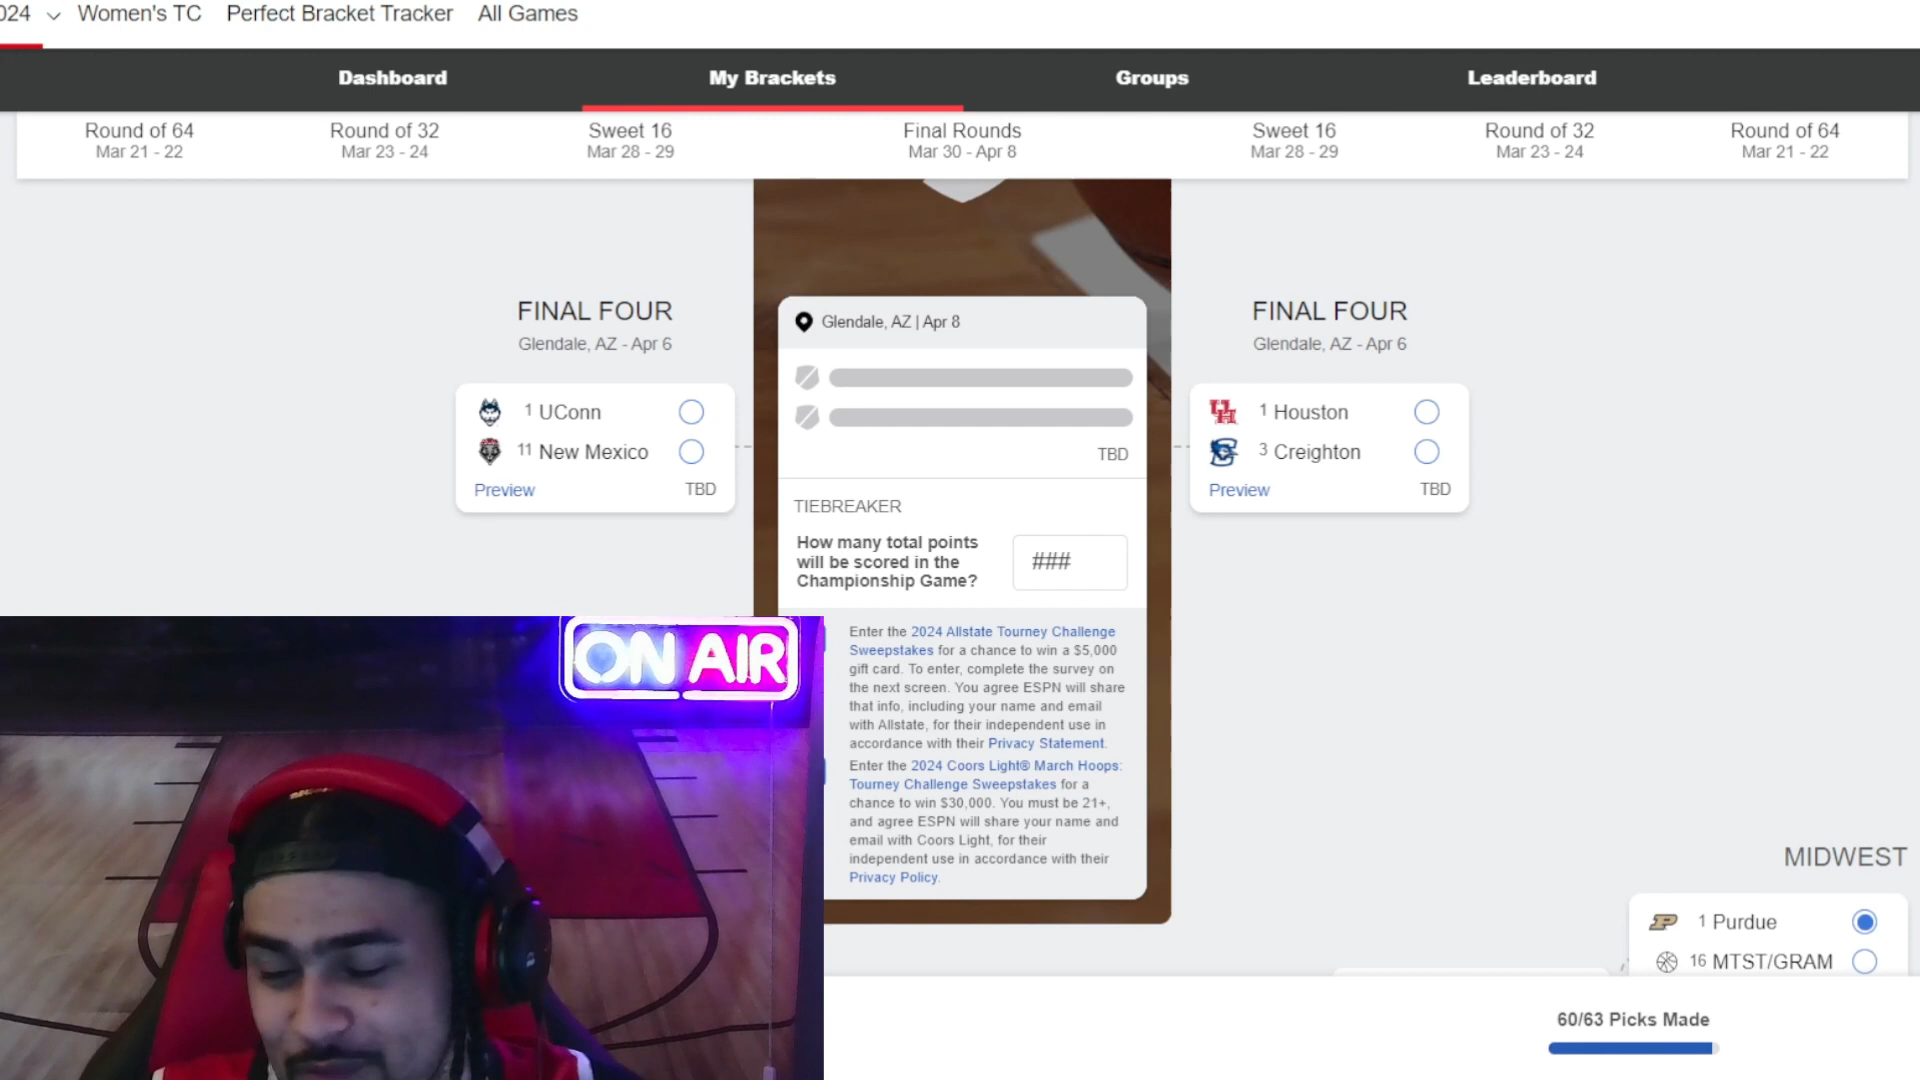 024 Women's TC Perfect Bracket Tracker All Games
Dashboard My Brackets Groups Leaderboard
Round of 64 Round of 32 Sweet 16 Final Rounds Sweet 16 Round of 32 Round of 64
Mar 21 - 22 Mar 23 - 24 Mar 28 - 29 Mar 30 - Apr 8 Mar 28 - 29 Mar 23 - 24 Mar 21 - 22
FINAL FOUR
Glendale, AZ - Apr 6
1 UConn
11 New Mexico
Preview TBD
Glendale, AZ | Apr 8
TBD
TIEBREAKER
How many total points
will be scored in the
Championship Game?
###
Enter the 2024 Allstate Tourney Challenge
Sweepstakes for a chance to win a $5,000
gift card. To enter, complete the survey on
the next screen. You agree ESPN will share
that info, including your name and email
with Allstate, for their independent use in
accordance with their Privacy Statement.
Enter the 2024 Coors Light® March Hoops:
Tourney Challenge Sweepstakes for a
chance to win $30,000. You must be 21+,
and agree ESPN will share your name and
email with Coors Light, for their
independent use in accordance with their
Privacy Policy.
FINAL FOUR
Glendale, AZ - Apr 6
1 Houston
3 Creighton
Preview TBD
MIDWEST
1 Purdue
16 MTST/GRAM
60/63 Picks Made
ON AIR